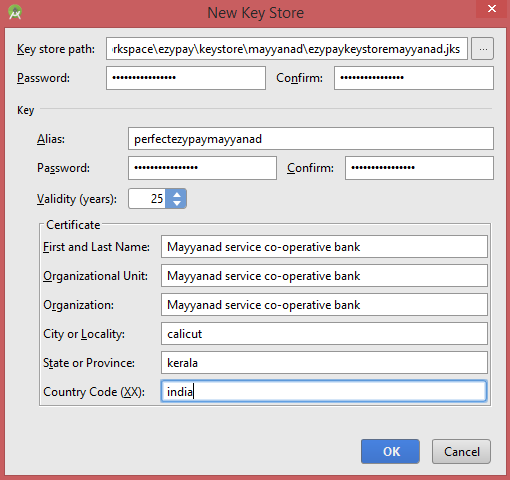 New Key Store
Key store path: rkspace\ezypay\keystore\mayyanad\ezypaykeystoremayyanad.jks ...
Password: •••••••••••••••• Confirm: ••••••••••••••••
Key
Alias: perfectezypaymayyanad
Password: •••••••••••••••• Confirm: ••••••••••••••••
Validity (years): 25
Certificate
First and Last Name: Mayyanad service co-operative bank
Organizational Unit: Mayyanad service co-operative bank
Organization: Mayyanad service co-operative bank
City or Locality: calicut
State or Province: kerala
Country Code (XX): india
OK Cancel